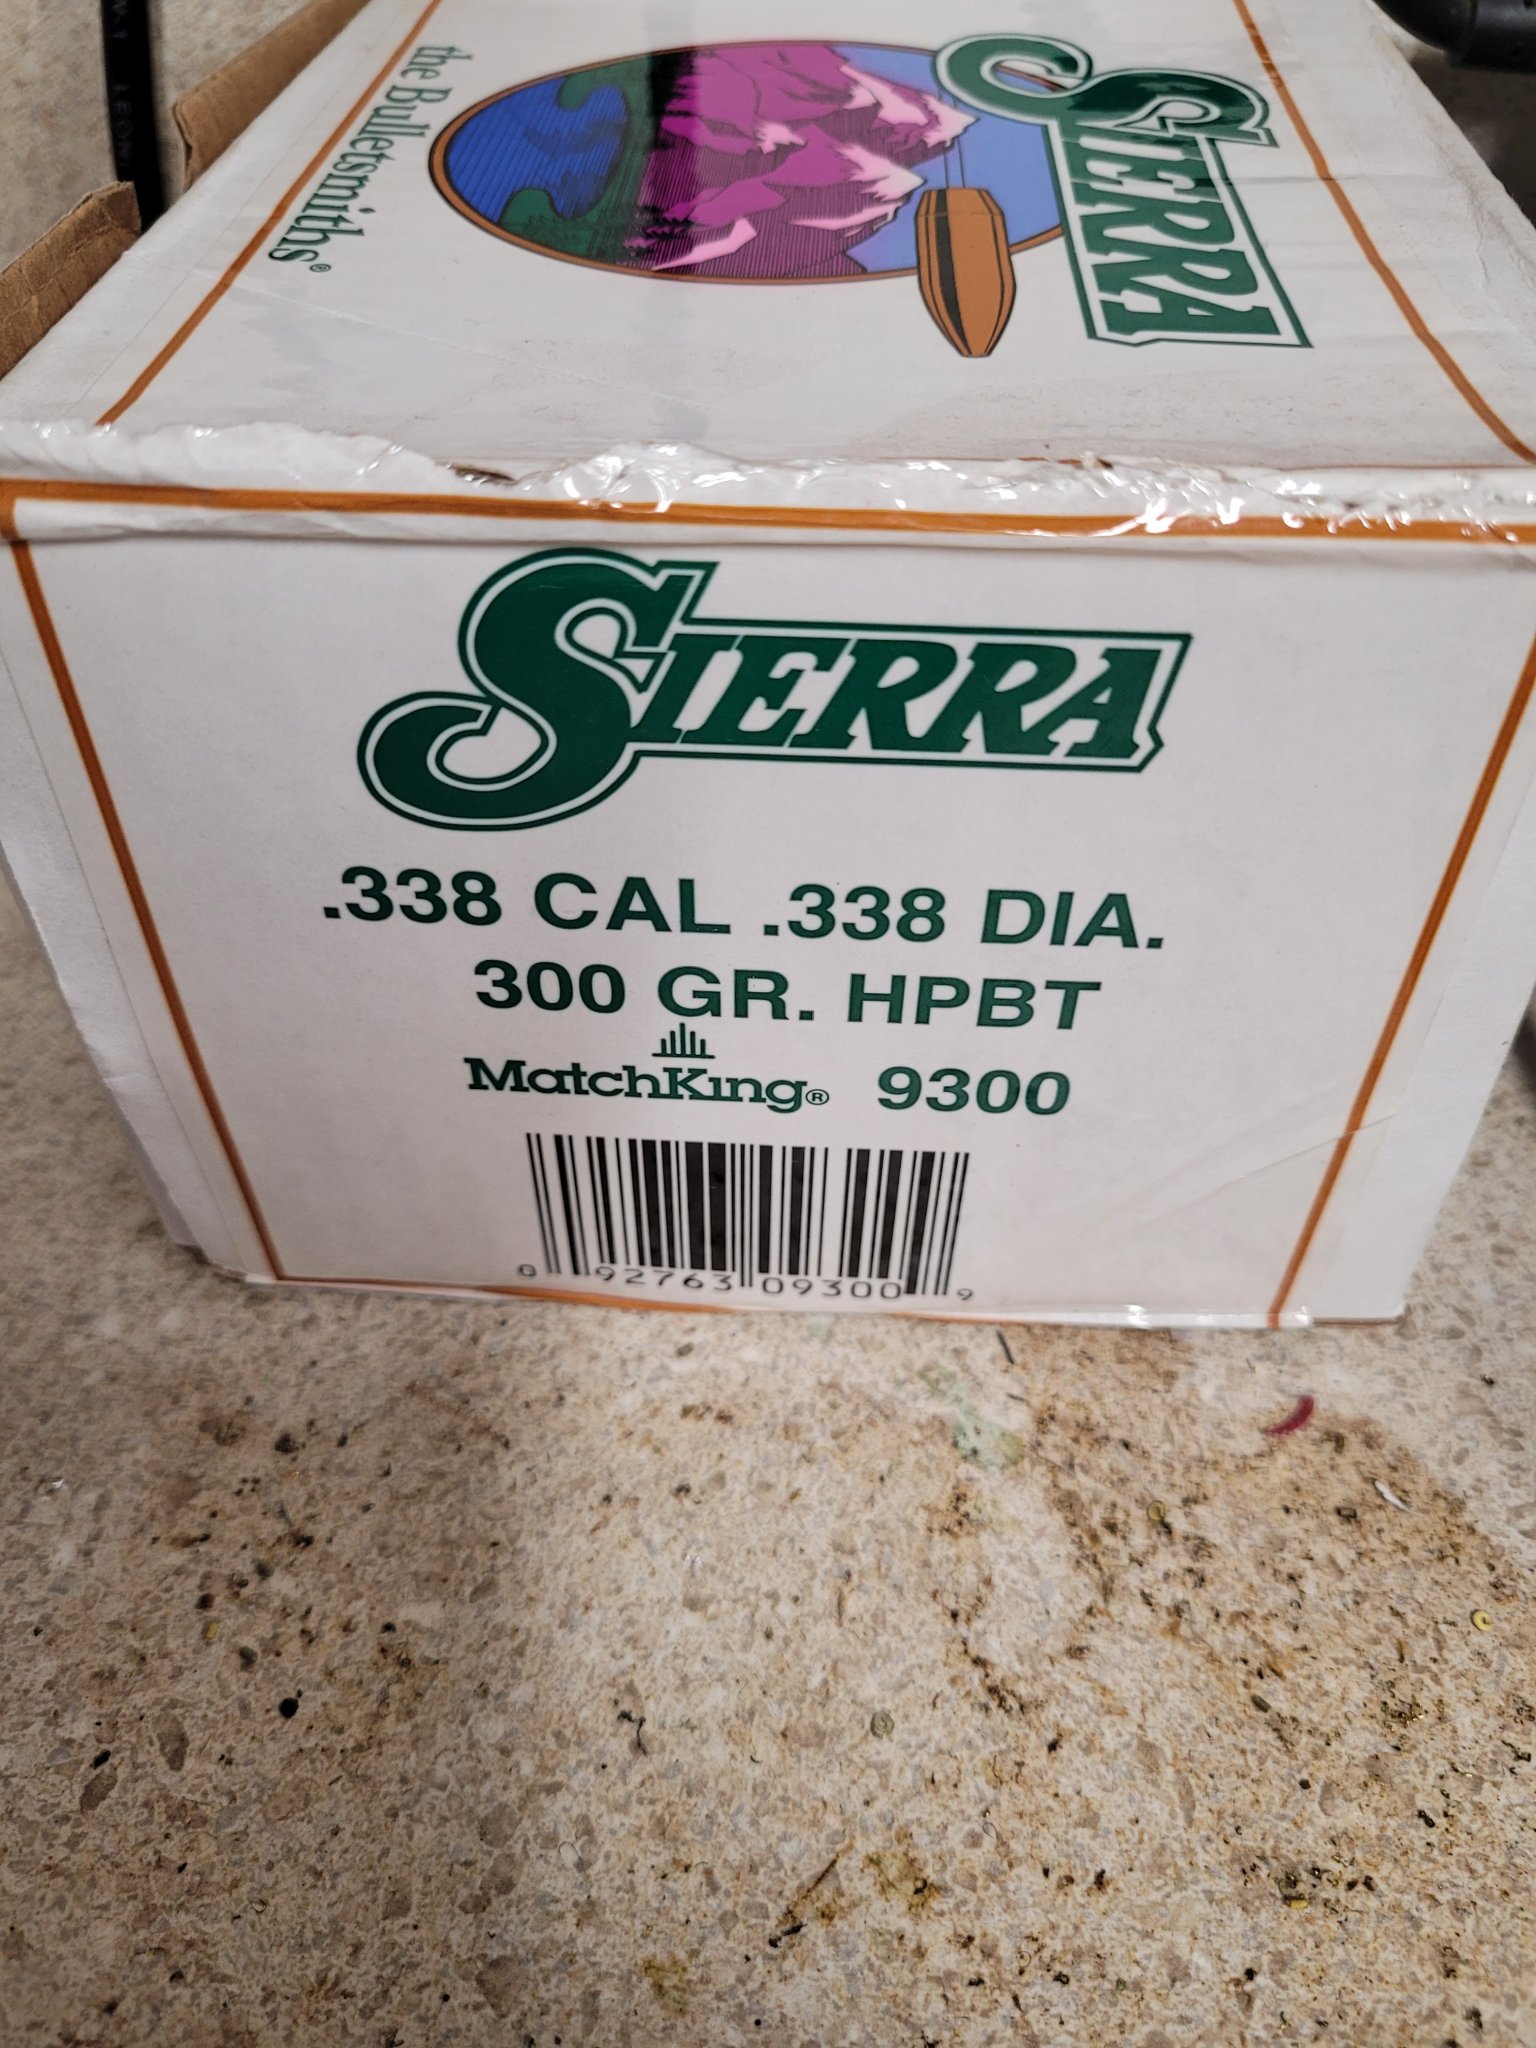 SIERRA
the Bulletsmiths®
SIERRA
.338 CAL .338 DIA.
300 GR. HPBT
MatchKing® 9300
0 92763 09300 9